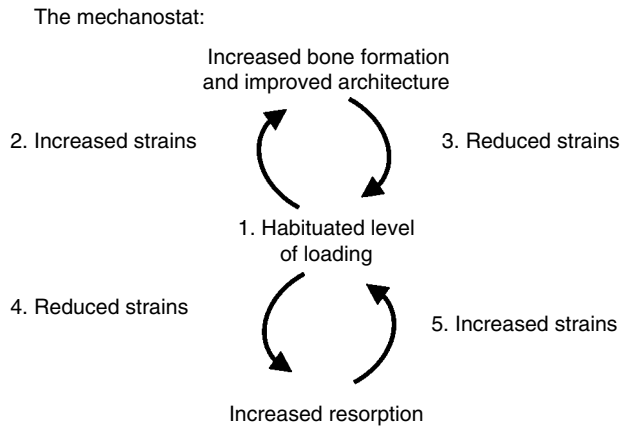 The mechanostat:
Increased bone formation
and improved architecture
2. Increased strains
3. Reduced strains
1. Habituated level
of loading
4. Reduced strains
5. Increased strains
Increased resorption